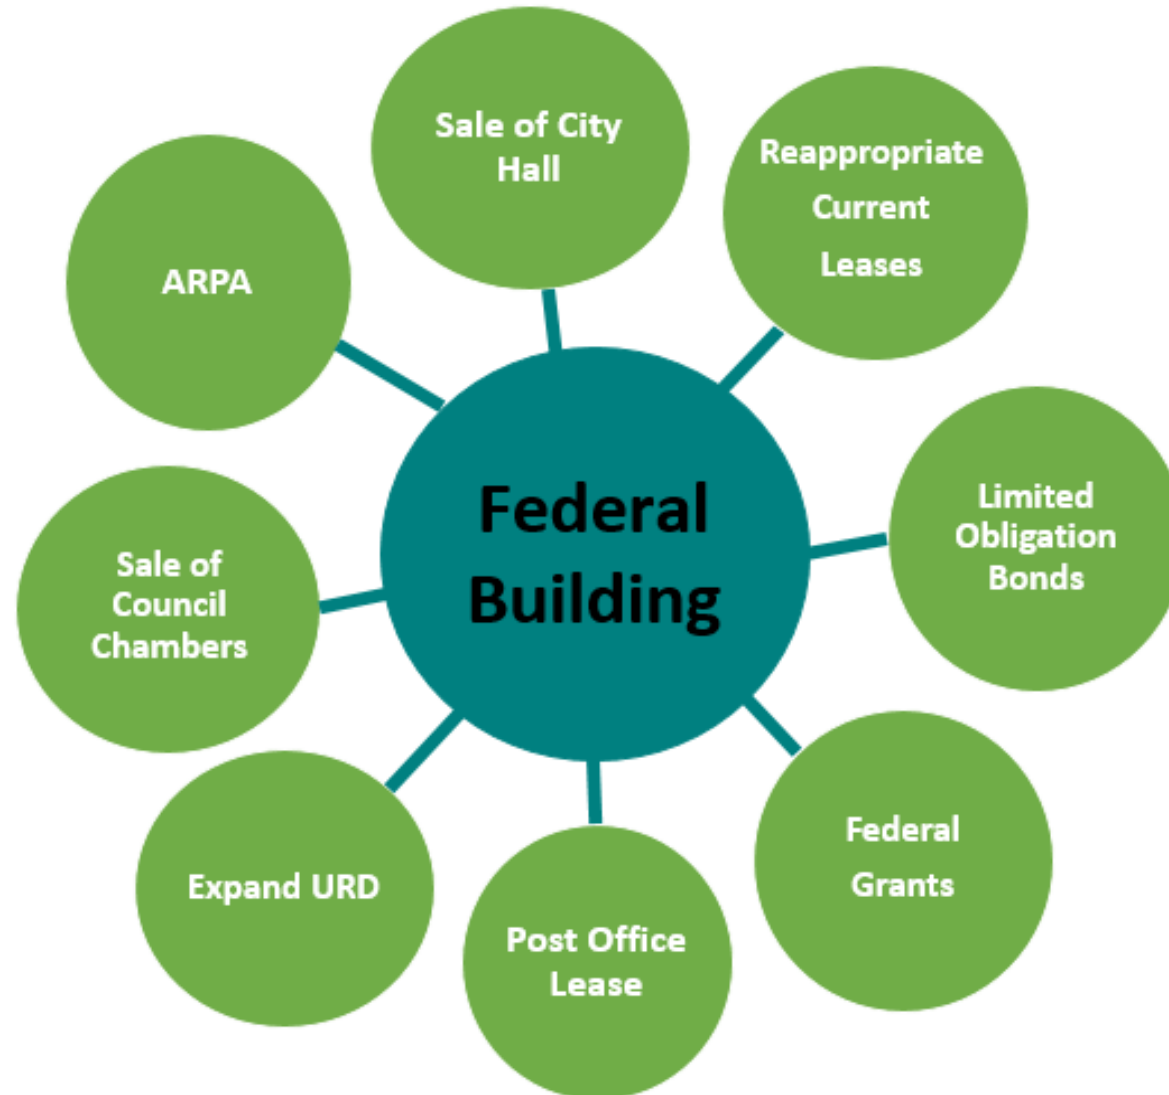 Sale of City
Hall
Reappropriate
Current
Leases
ARPA
Limited
Obligation
Bonds
Federal
Building
Sale of
Council
Chambers
Federal
Grants
Expand URD
Post Office
Lease